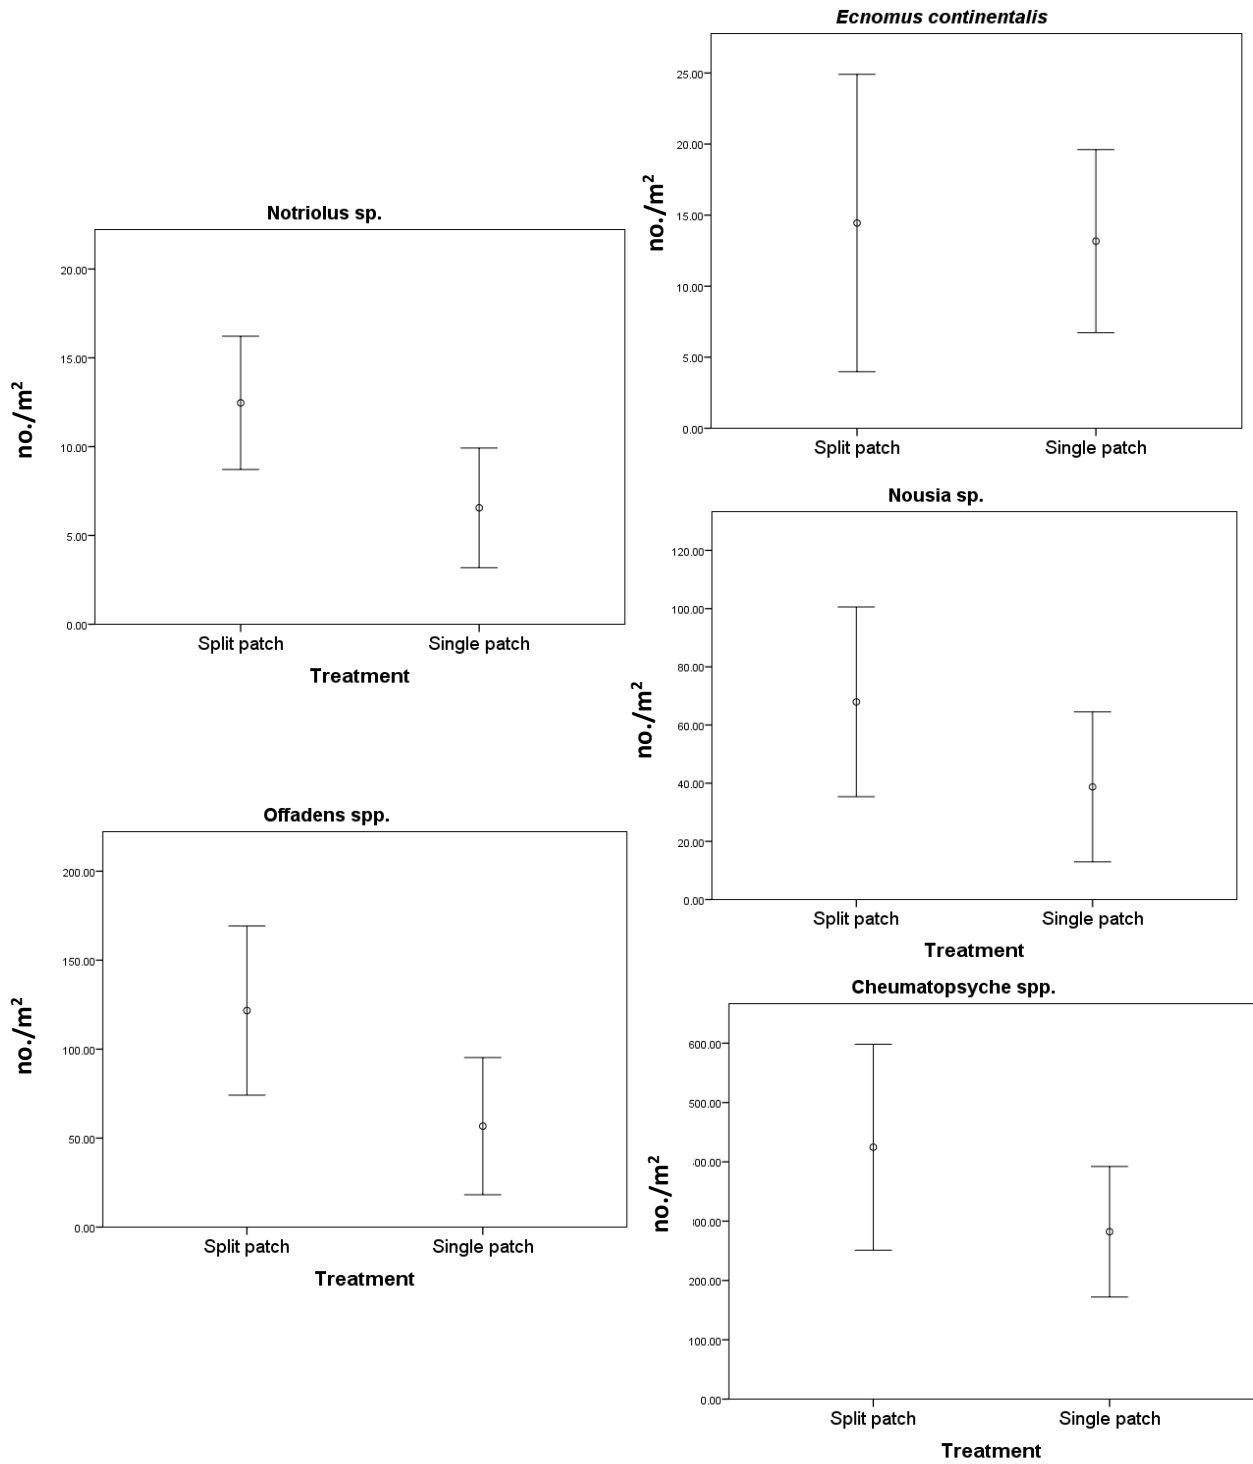 Ecnomus continentalis
no./m²
25.00
20.00
15.00
10.00
5.00
0.00
Split patch
Single patch
Notriolus sp.
no./m²
20.00
15.00
10.00
5.00
0.00
Split patch
Single patch
Treatment
Nousia sp.
no./m²
120.00
100.00
80.00
60.00
40.00
20.00
0.00
Split patch
Single patch
Treatment
Offadens spp.
no./m²
200.00
150.00
100.00
50.00
0.00
Split patch
Single patch
Treatment
Cheumatopsyche spp.
no./m²
600.00
500.00
00.00
00.00
200.00
100.00
0.00
Split patch
Single patch
Treatment